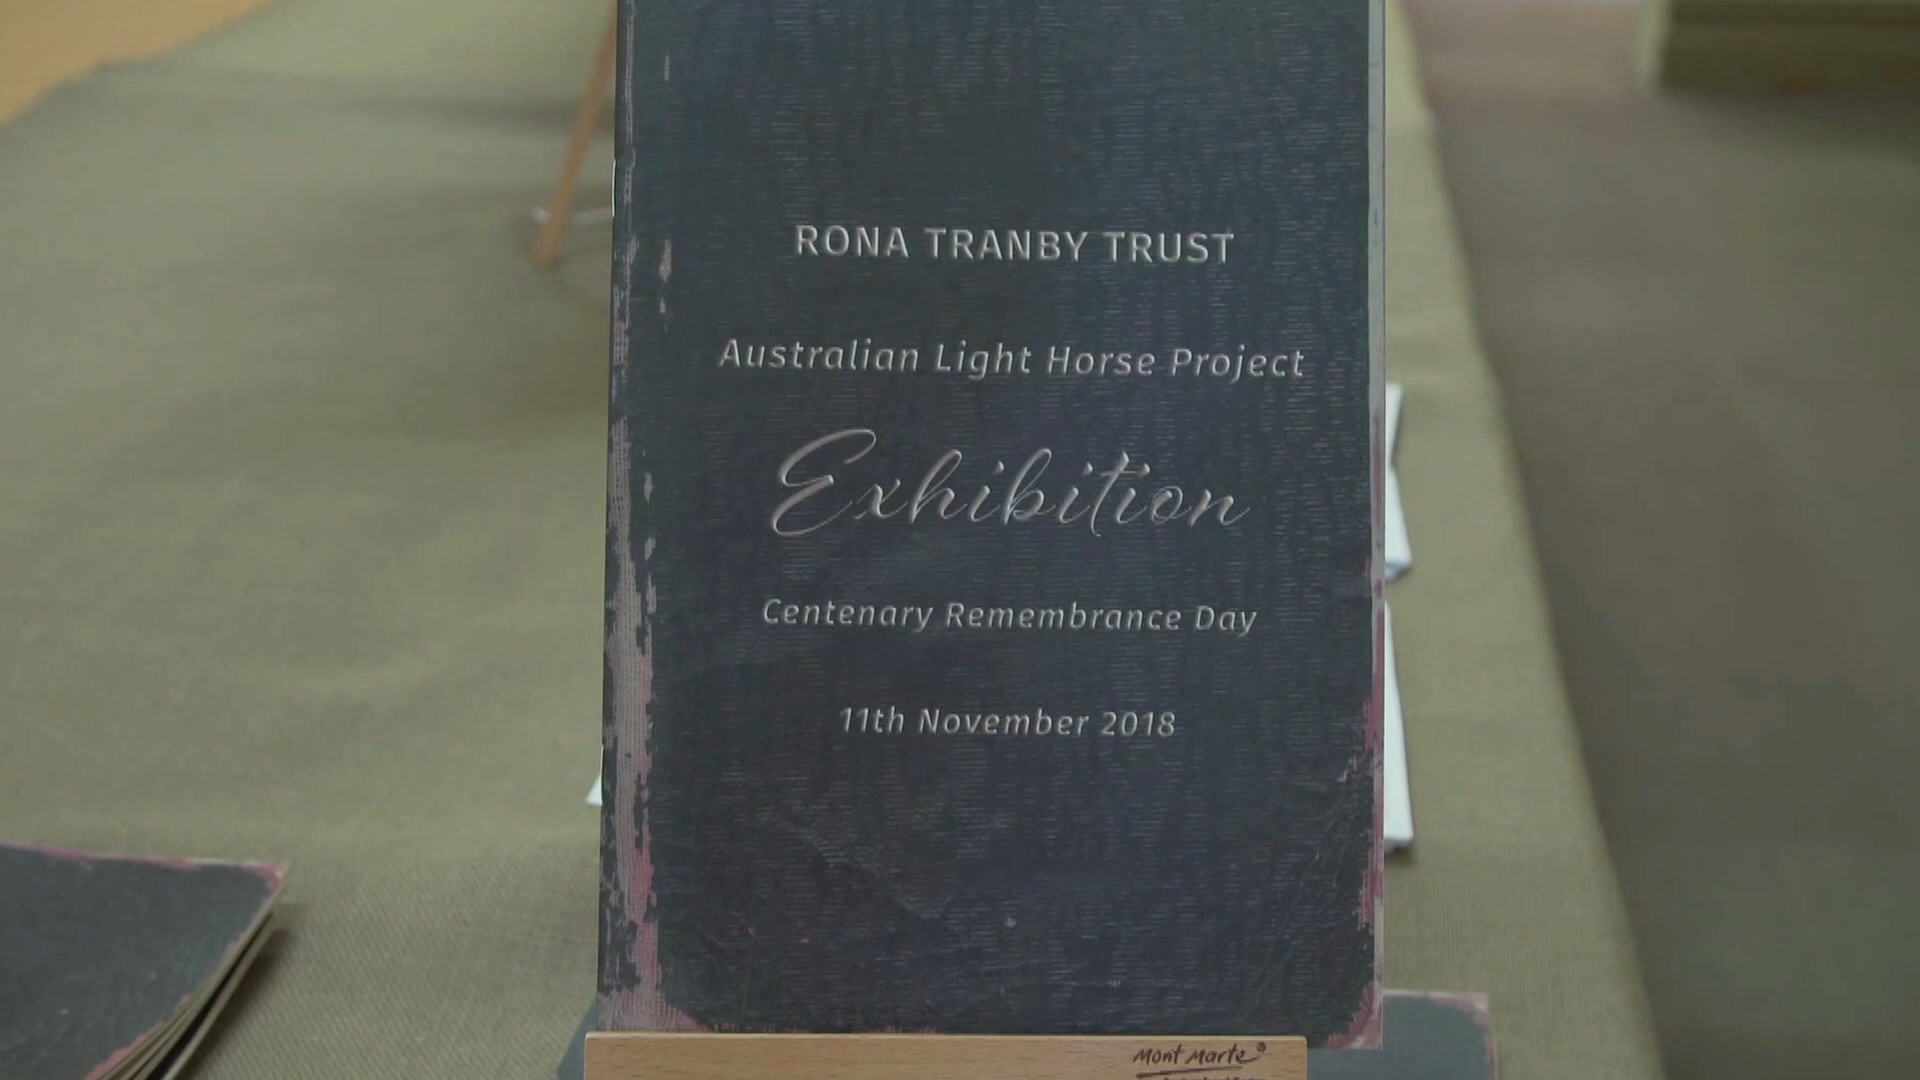 RONA TRANBY TRUST
Australian Light Horse Project
Exhibition
Centenary Remembrance Day
11th November 2018
Mont Marte®